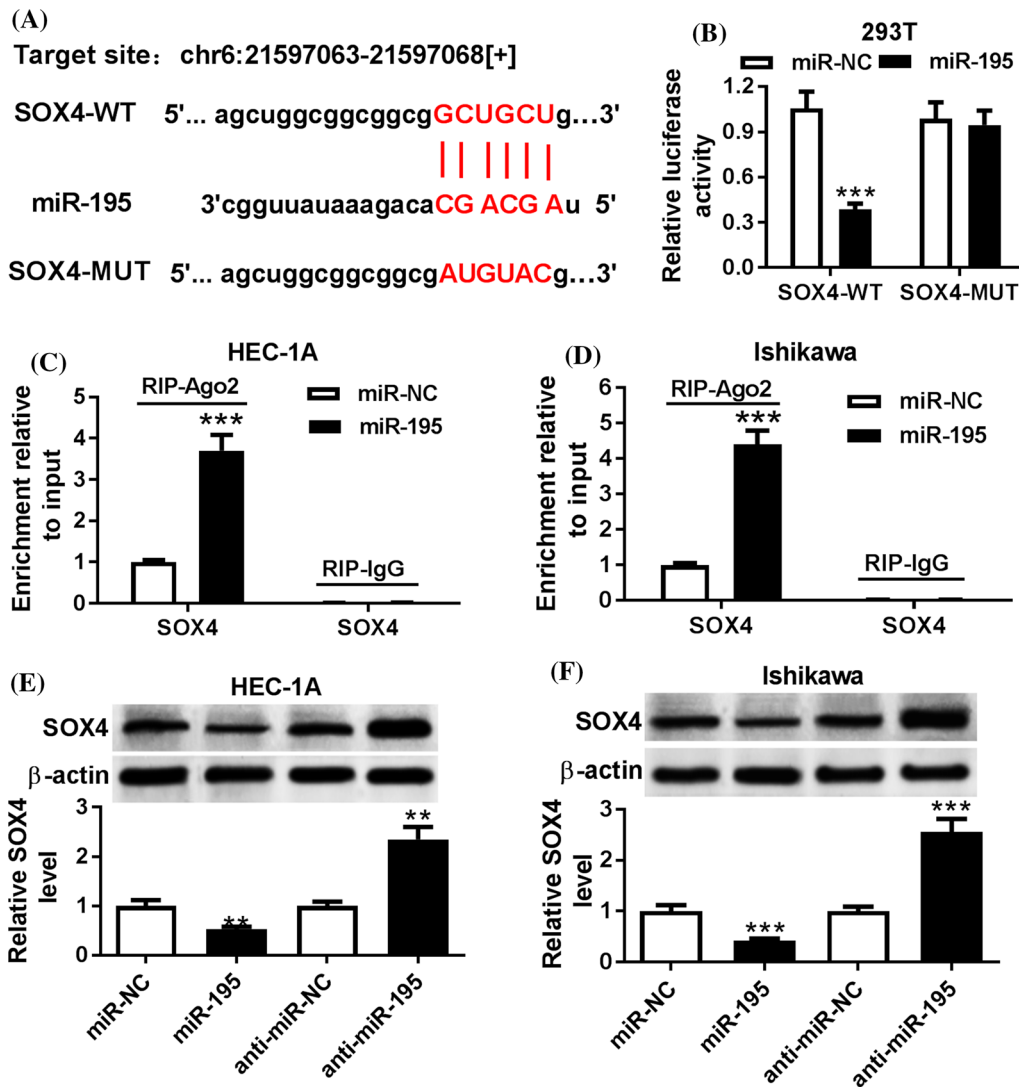 (A)
Target site: chr6:21597063-21597068[+]
SOX4-WT 5'... agcuggcggcggcgGCUGCUg...3'
miR-195 3'cgguuauaaagacaCG ACG Au 5'
SOX4-MUT 5'... agcuggcggcggcgAUGUACg...3'
(B)
293T
miR-NC miR-195
Relative luciferase activity
1.2
0.9
0.6
0.3
0.0
***
SOX4-WT SOX4-MUT
(C)
HEC-1A
Enrichment relative to input
5
4
3
2
1
0
RIP-Ago2
***
miR-NC
miR-195
RIP-IgG
SOX4 SOX4
(D)
Ishikawa
Enrichment relative to input
6
5
4
3
2
1
0
RIP-Ago2
***
miR-NC
miR-195
RIP-IgG
SOX4 SOX4
(E)
HEC-1A
SOX4
β-actin
Relative SOX4 level
3
2
1
0
**
**
miR-NC miR-195 anti-miR-NC anti-miR-195
(F)
Ishikawa
SOX4
β-actin
Relative SOX4 level
3
2
1
0
***
***
miR-NC miR-195 anti-miR-NC anti-miR-195